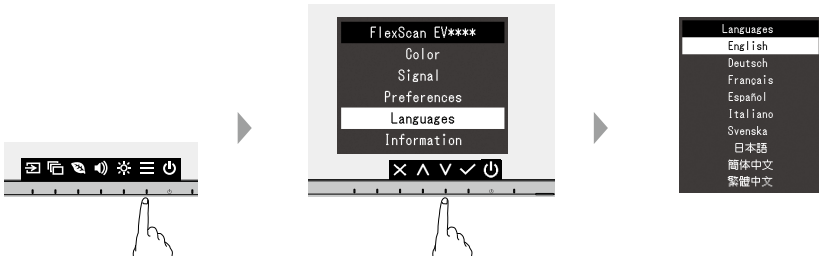 FlexScan EV****
Color
Signal
Preferences
Languages
Information
Languages
English
Deutsch
Français
Español
Italiano
Svenska
日本語
简体中文
繁體中文